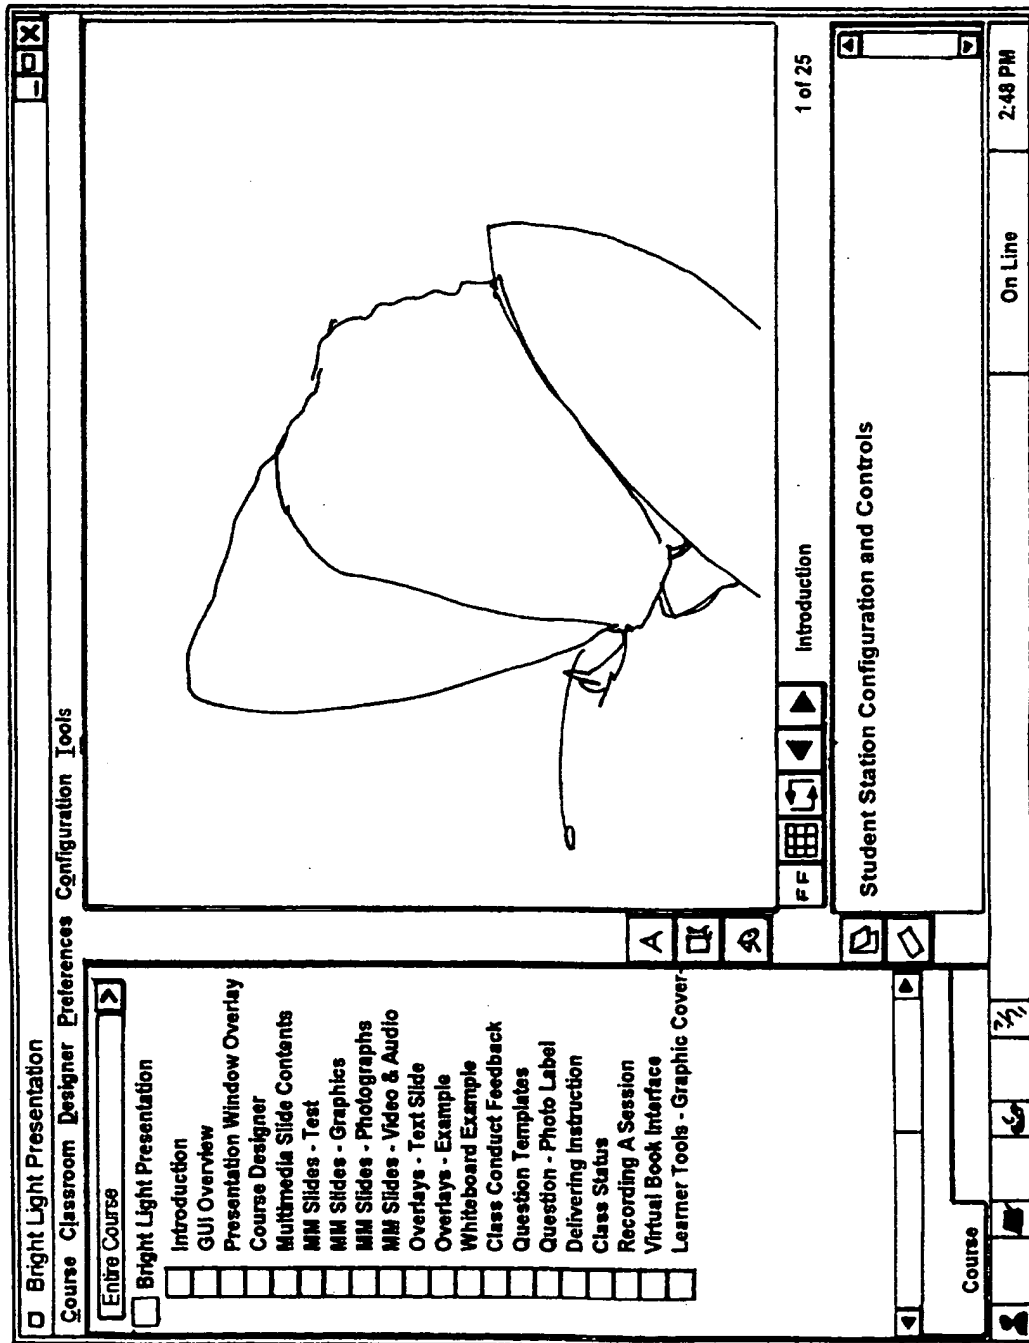 Bright Light Presentation
Course Classroom Designer Preferences Configuration Tools
Entire Course
Bright Light Presentation
Introduction
GUI Overview
Presentation Window Overlay
Course Designer
Multimedia Slide Contents
MM Slides - Test
MM Slides - Graphics
MM Slides - Photographs
MM Slides - Video & Audio
Overlays - Text Slide
Overlays - Example
Whiteboard Example
Class Conduct Feedback
Question Templates
Question - Photo Label
Delivering Instruction
Class Status
Recording A Session
Virtual Book Interface
Learner Tools - Graphic Cover-
Course
A
FF
Introduction
1 of 25
Student Station Configuration and Controls
On Line
2:48 PM